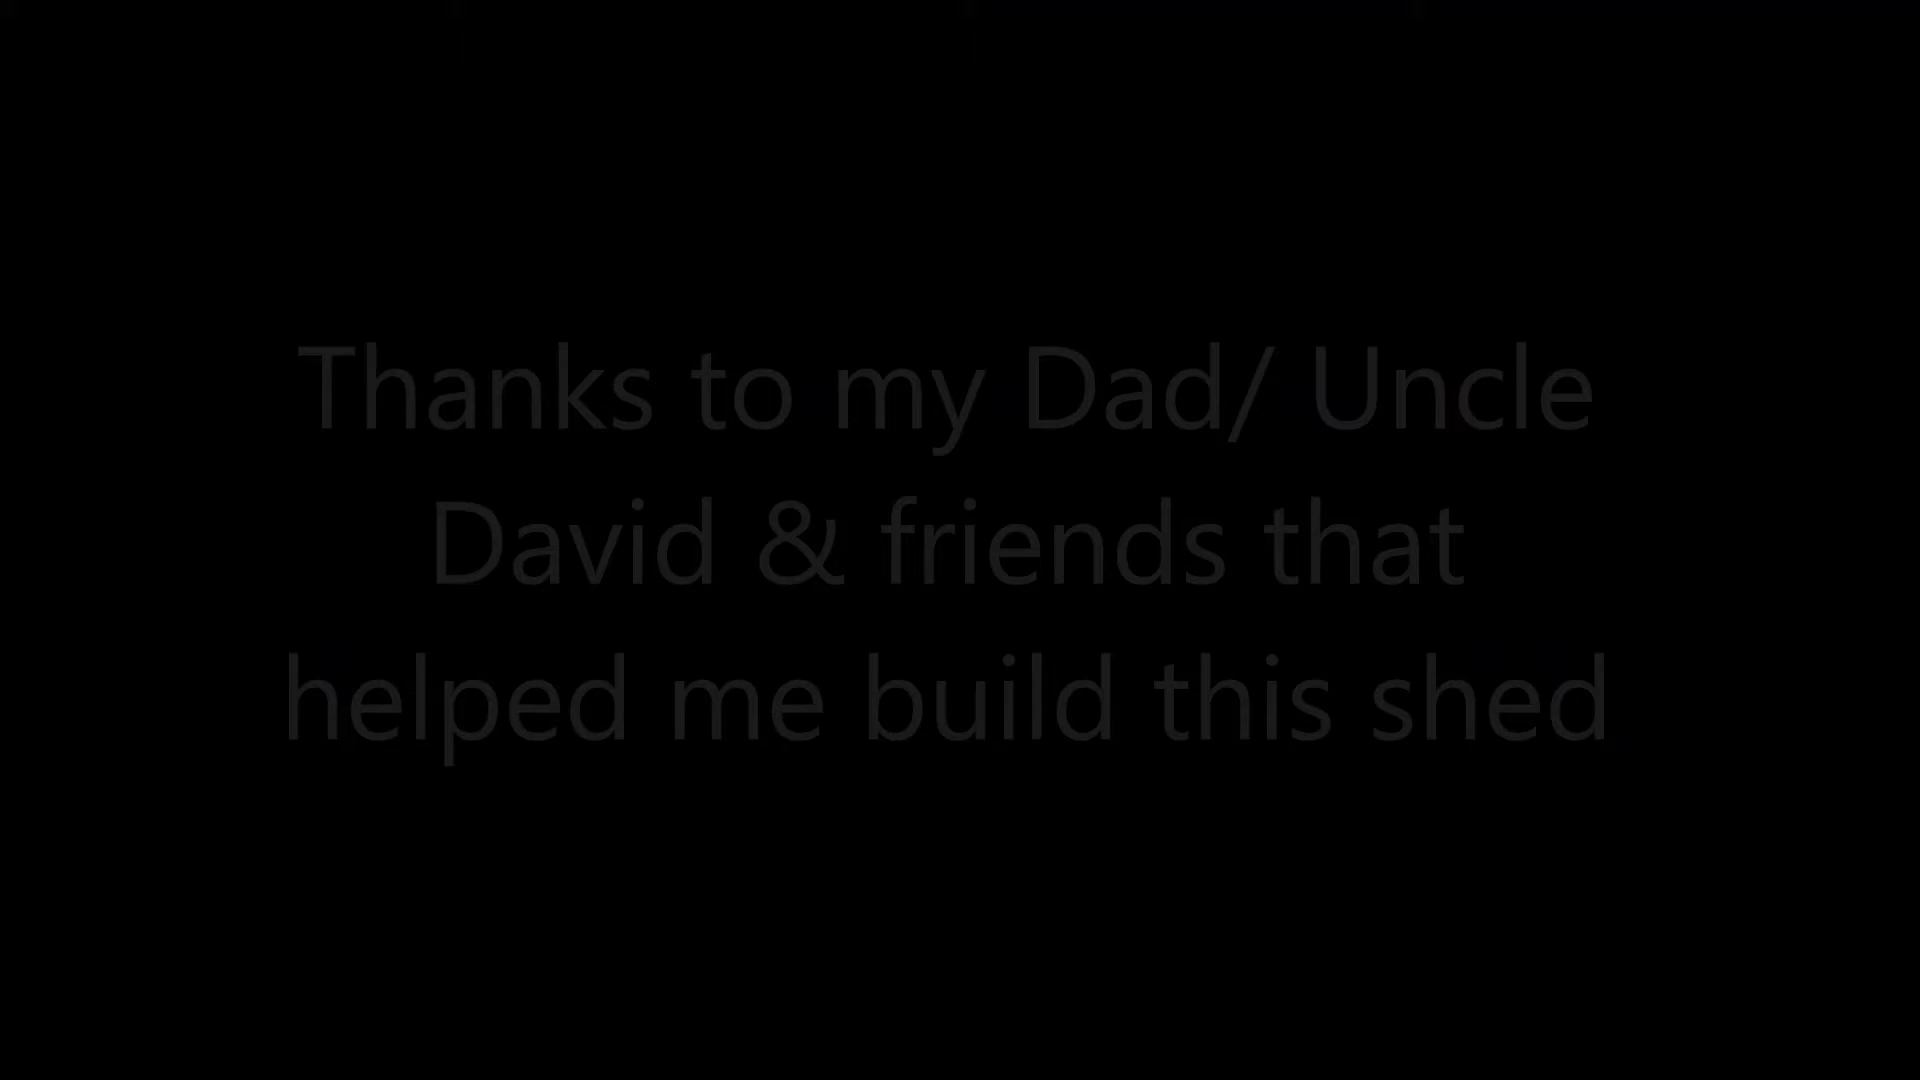 Thanks to my Dad/ Uncle
David & friends that
helped me build this shed